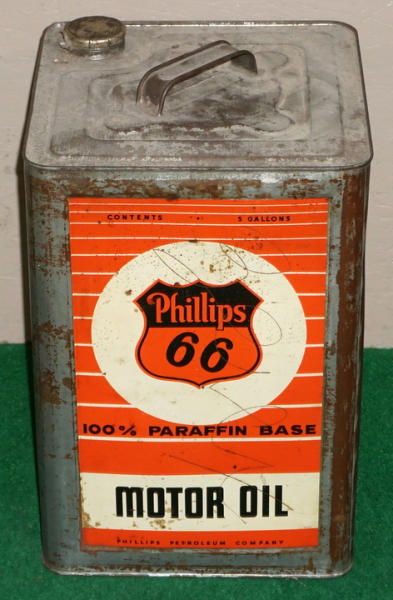 CONTENTS 5 GALLONS
Phillips
66
100% PARAFFIN BASE
MOTOR OIL
PHILLIPS PETROLEUM COMPANY